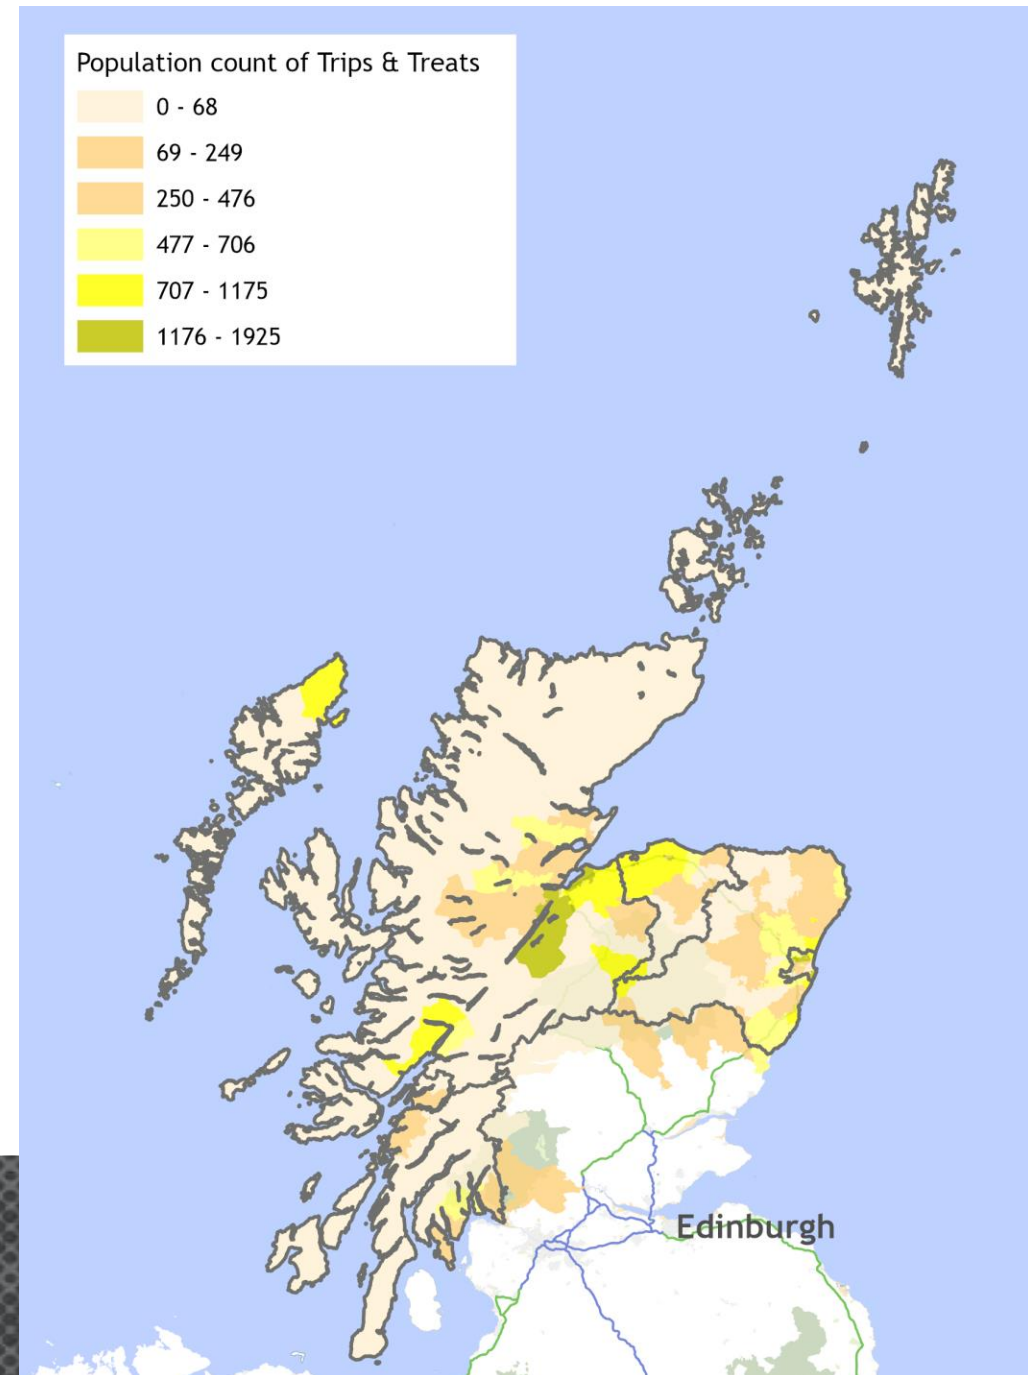 Population count of Trips & Treats
0 - 68
69 - 249
250 - 476
477 - 706
707 - 1175
1176 - 1925
Edinburgh